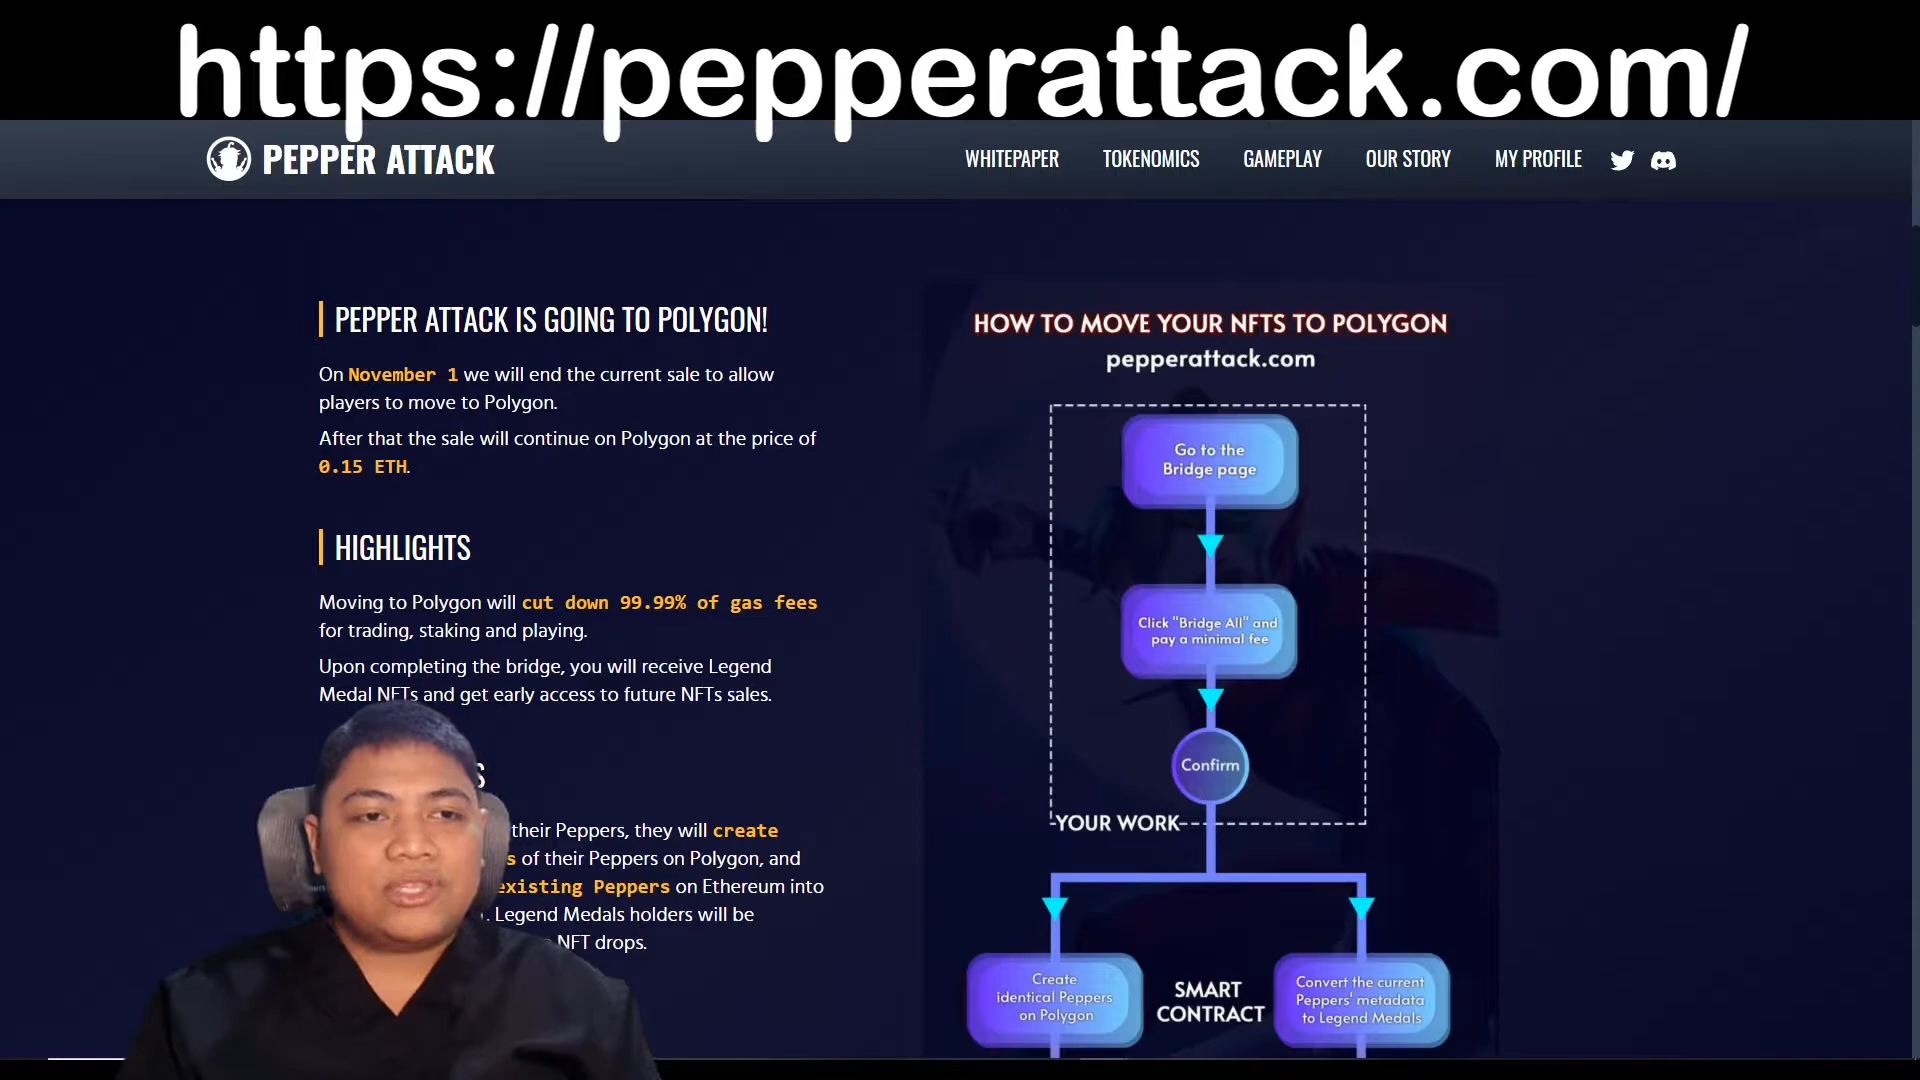 https://pepperattack.com/
PEPPER ATTACK
WHITEPAPER
TOKENOMICS
GAMEPLAY
OUR STORY
MY PROFILE
PEPPER ATTACK IS GOING TO POLYGON!
On November 1 we will end the current sale to allow
players to move to Polygon.
After that the sale will continue on Polygon at the price of
0.15 ETH.
HIGHLIGHTS
Moving to Polygon will cut down 99.99% of gas fees
for trading, staking and playing.
Upon completing the bridge, you will receive Legend
Medal NFTs and get early access to future NFTs sales.
their Peppers, they will create
of their Peppers on Polygon, and
existing Peppers on Ethereum into
. Legend Medals holders will be
NFT drops.
HOW TO MOVE YOUR NFTS TO POLYGON
pepperattack.com
Go to the
Bridge page
Click "Bridge All" and
pay a minimal fee
Confirm
YOUR WORK
Create
identical Peppers
on Polygon
SMART
CONTRACT
Convert the current
Peppers' metadata
to Legend Medals